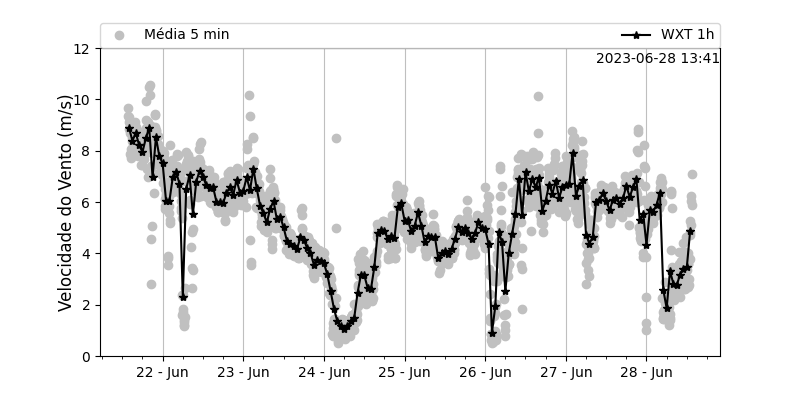 Média 5 min
WXT 1h
2023-06-28 13:41
Velocidade do Vento (m/s)
12
10
8
6
4
2
0
22 - Jun
23 - Jun
24 - Jun
25 - Jun
26 - Jun
27 - Jun
28 - Jun